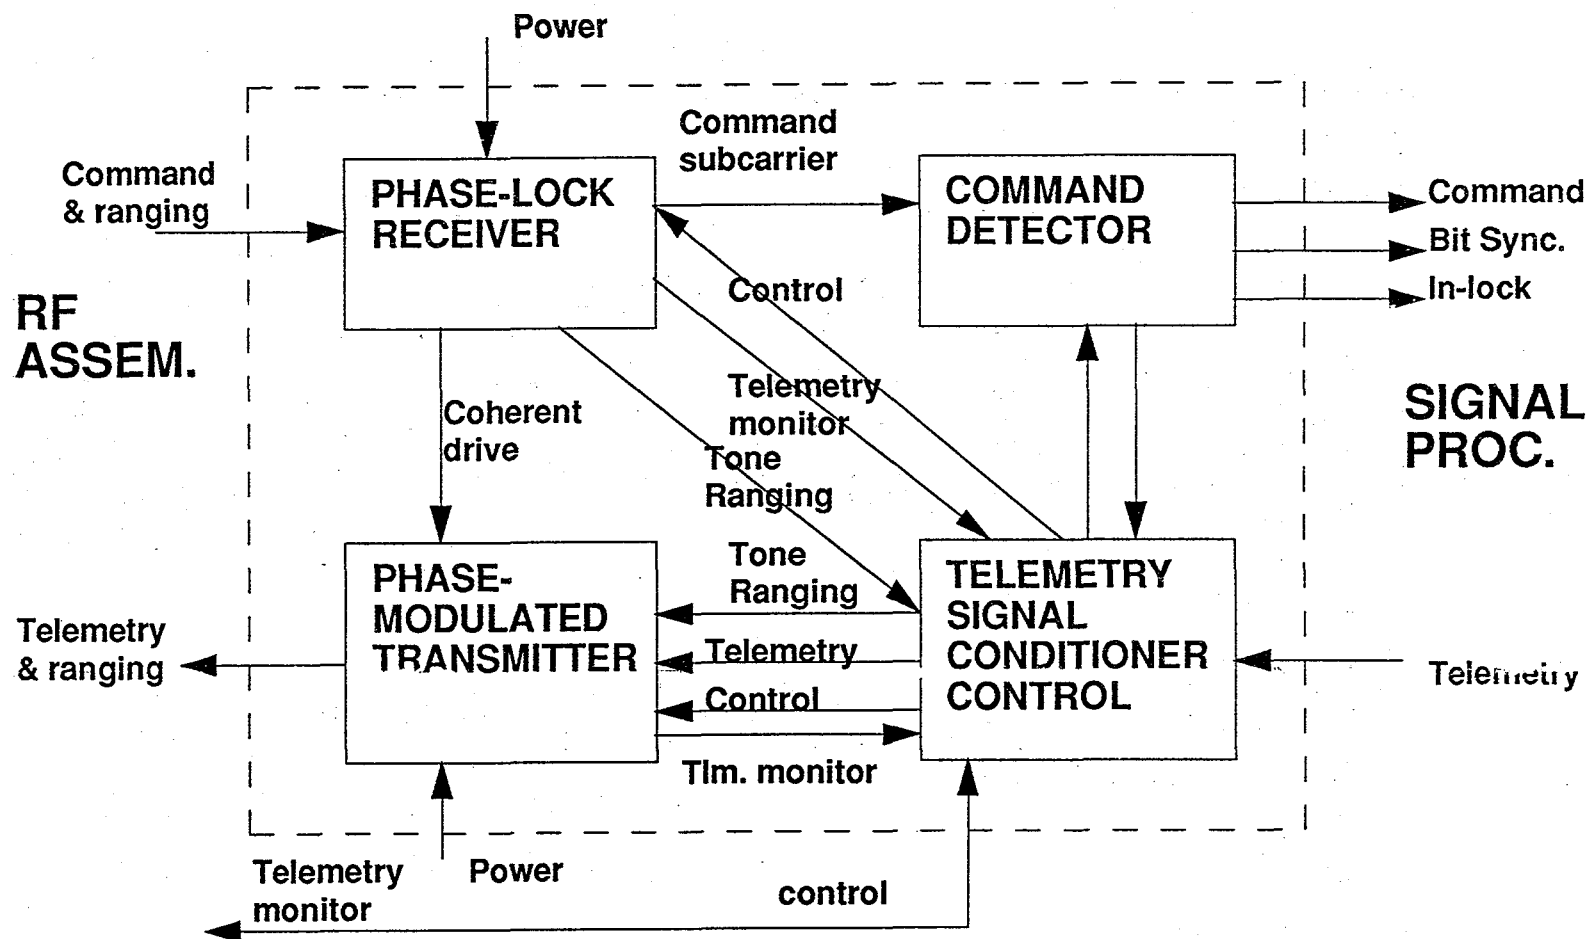 Power
Command
subcarrier
Command
& ranging
PHASE-LOCK
RECEIVER
COMMAND
DETECTOR
Command
Bit Sync.
In-lock
Control
RF
ASSEM.
Telemetry
monitor
Coherent
drive
SIGNAL
PROC.
Tone
Ranging
Tone
Ranging
PHASE-
MODULATED
TRANSMITTER
TELEMETRY
SIGNAL
CONDITIONER
CONTROL
Telemetry
& ranging
Telemetry
Control
Telemetry
Tlm. monitor
Telemetry
monitor
Power
control